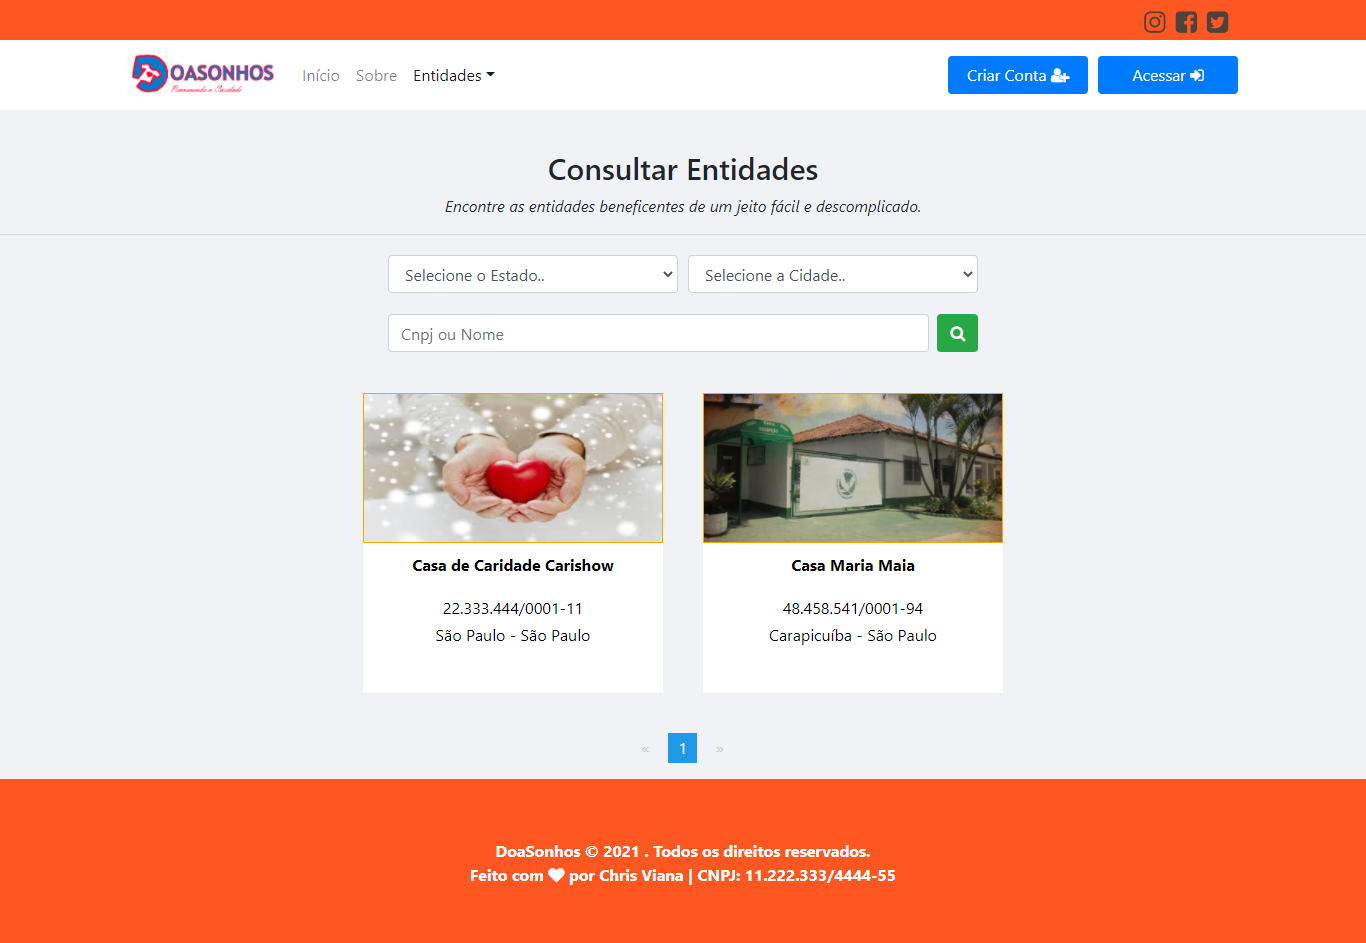 DOASONHOS
Promovendo a Caridade
Início Sobre Entidades
Criar Conta
Acessar
Consultar Entidades
Encontre as entidades beneficentes de um jeito fácil e descomplicado.
Selecione o Estado..
Selecione a Cidade..
Cnpj ou Nome
Casa de Caridade Carishow
22.333.444/0001-11
São Paulo - São Paulo
Casa Maria Maia
48.458.541/0001-94
Carapicuíba - São Paulo
« 1 »
DoaSonhos © 2021 . Todos os direitos reservados.
Feito com ♥ por Chris Viana | CNPJ: 11.222.333/4444-55